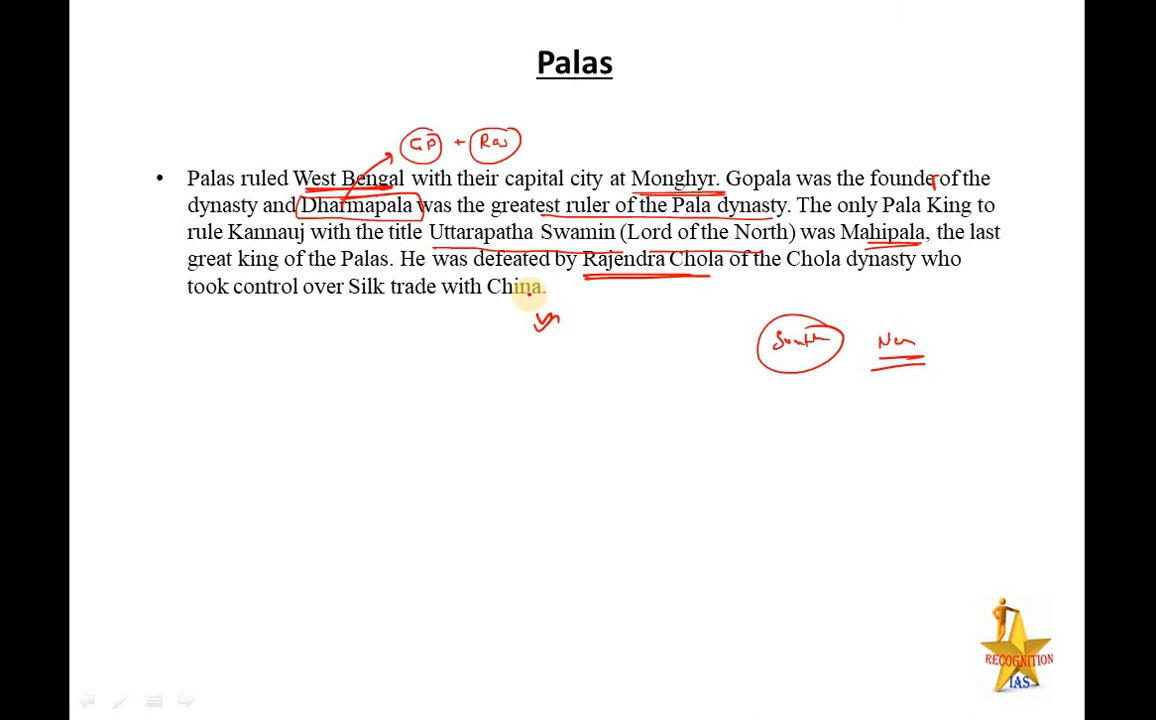 Palas
GP + Ras
• Palas ruled West Bengal with their capital city at Monghyr. Gopala was the founder of the
dynasty and Dharmapala was the greatest ruler of the Pala dynasty. The only Pala King to
rule Kannauj with the title Uttarapatha Swamin (Lord of the North) was Mahipala, the last
great king of the Palas. He was defeated by Rajendra Chola of the Chola dynasty who
took control over Silk trade with China.
South
RECOGNITION
IAS